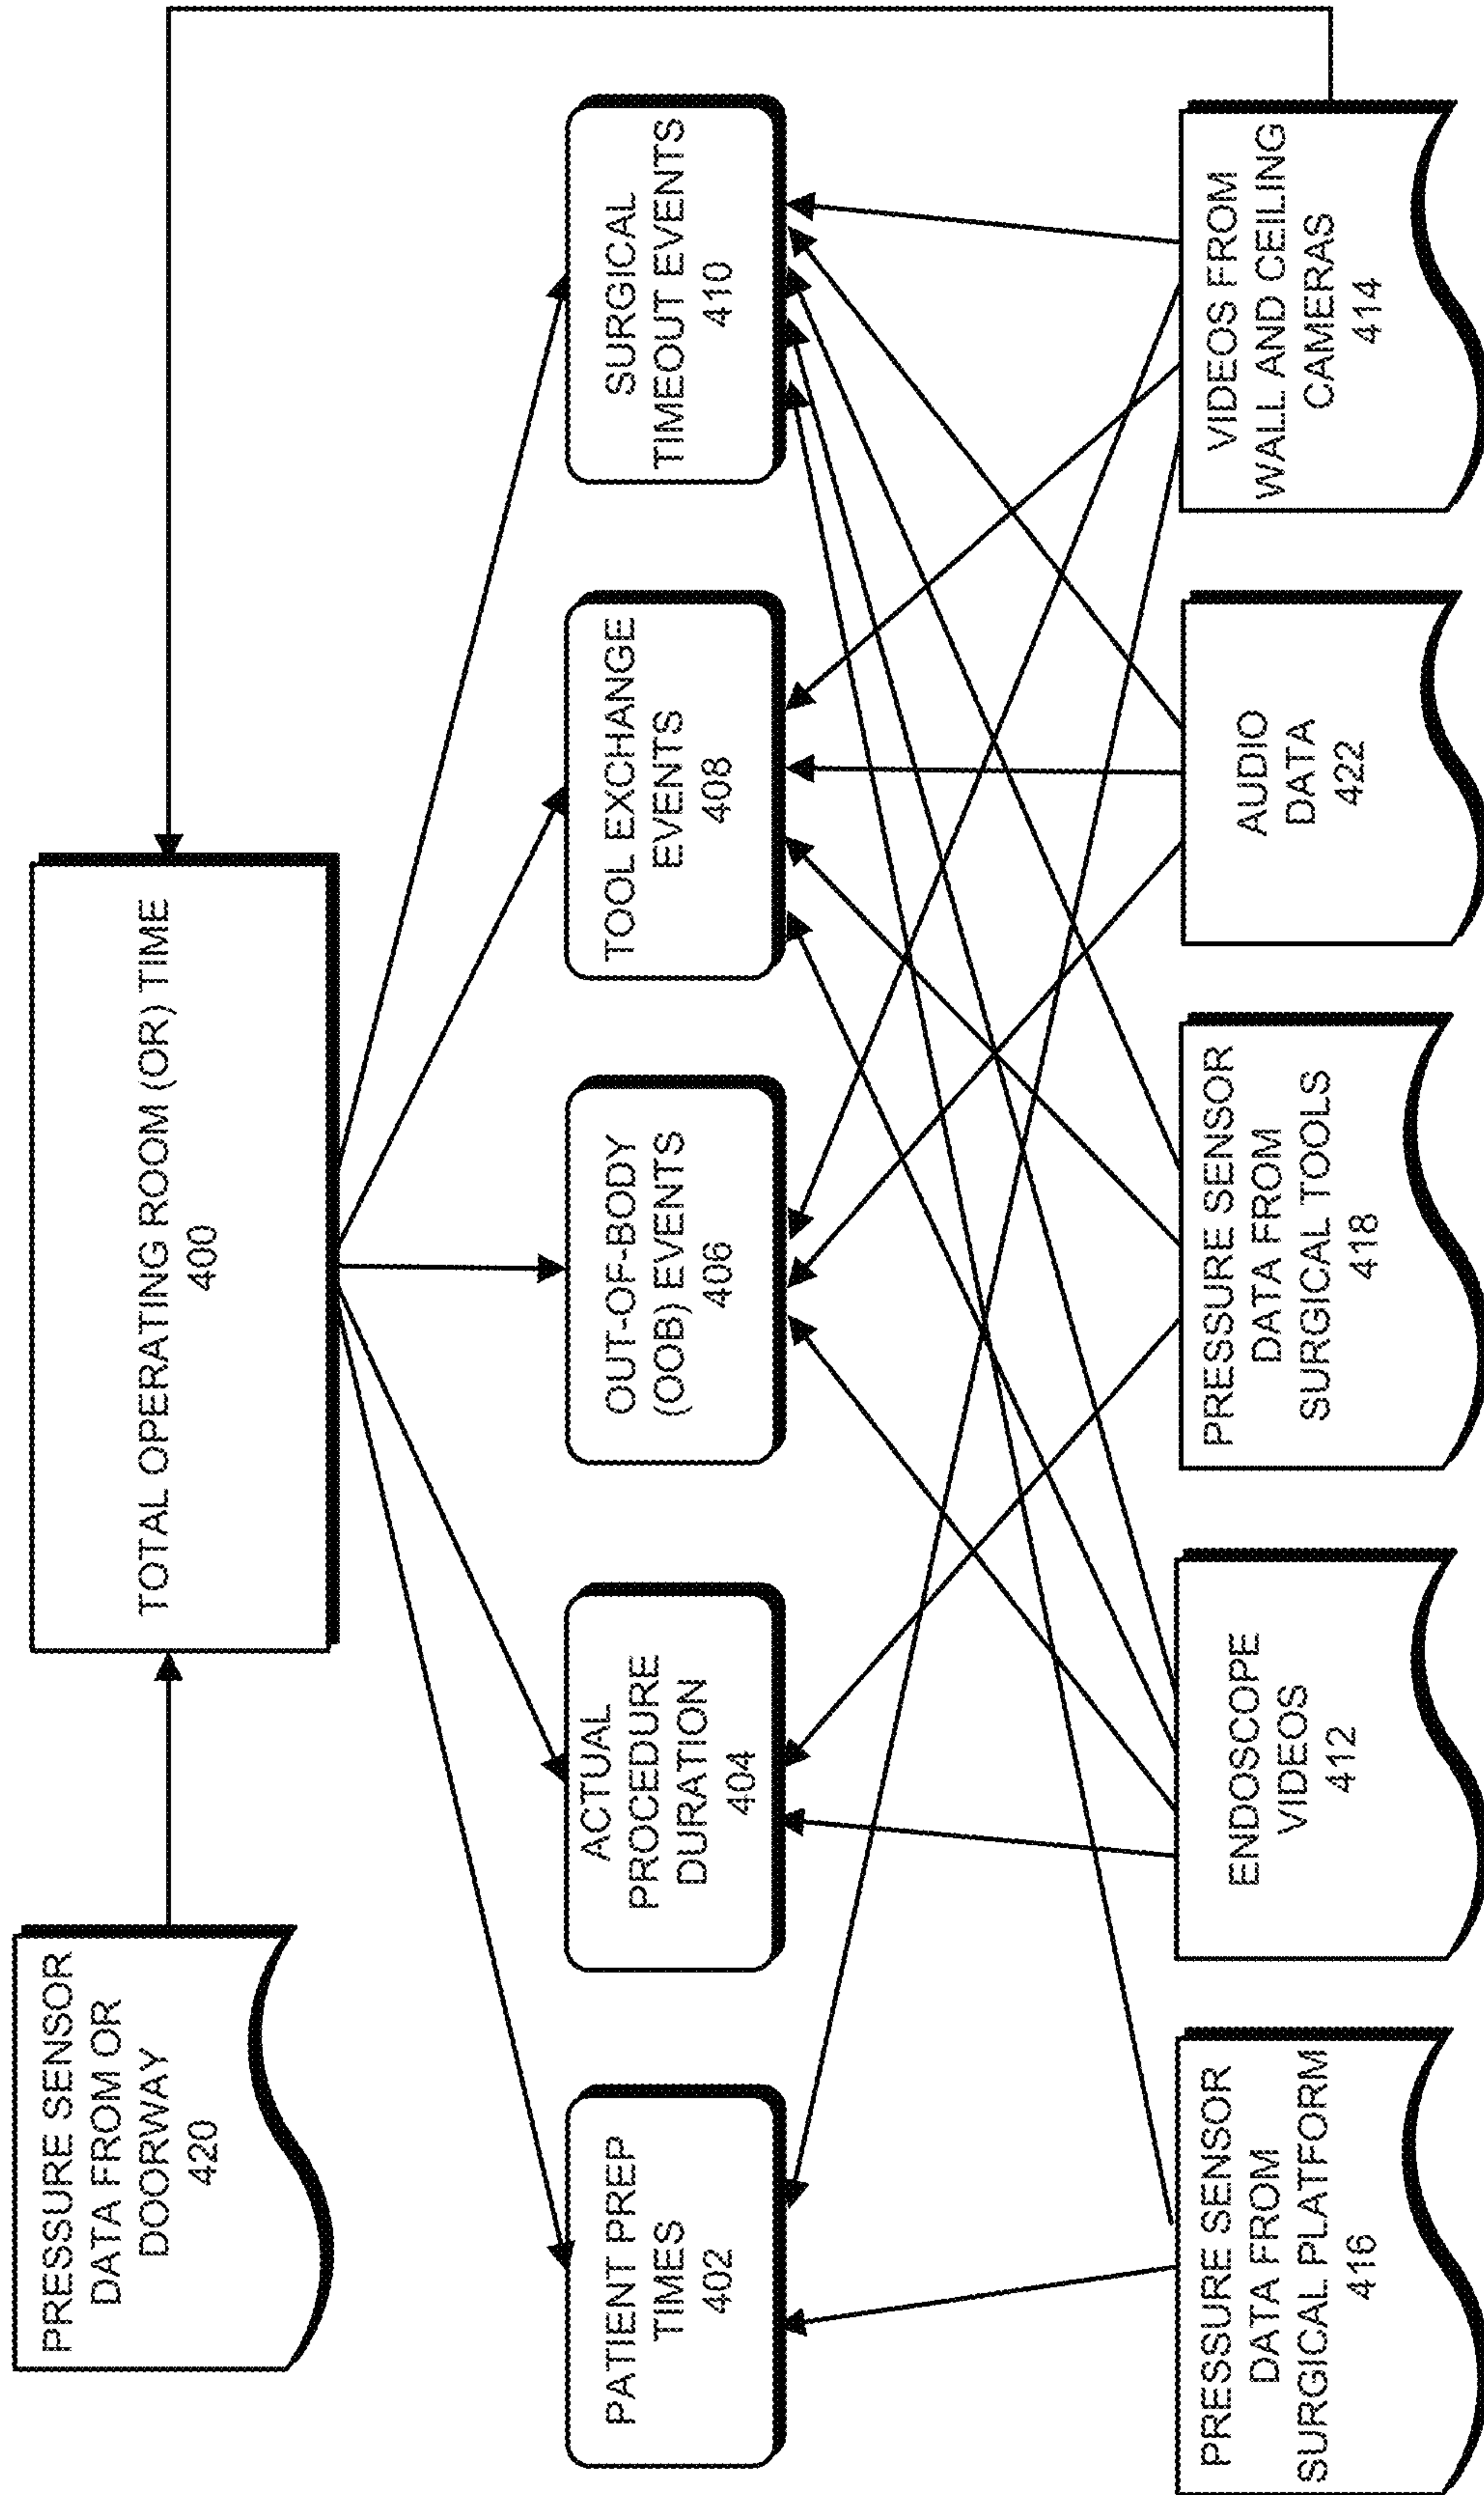 PRESSURE SENSOR
DATA FROM OR
DOORWAY
420
TOTAL OPERATING ROOM (OR) TIME
400
PATIENT PREP
TIMES
402
ACTUAL
PROCEDURE
DURATION
404
OUT-OF-BODY
(OOB) EVENTS
406
TOOL EXCHANGE
EVENTS
408
SURGICAL
TIMEOUT EVENTS
410
PRESSURE SENSOR
DATA FROM
SURGICAL PLATFORM
416
ENDOSCOPE
VIDEOS
412
PRESSURE SENSOR
DATA FROM
SURGICAL TOOLS
418
AUDIO
DATA
422
VIDEOS FROM
WALL AND CEILING
CAMERAS
414